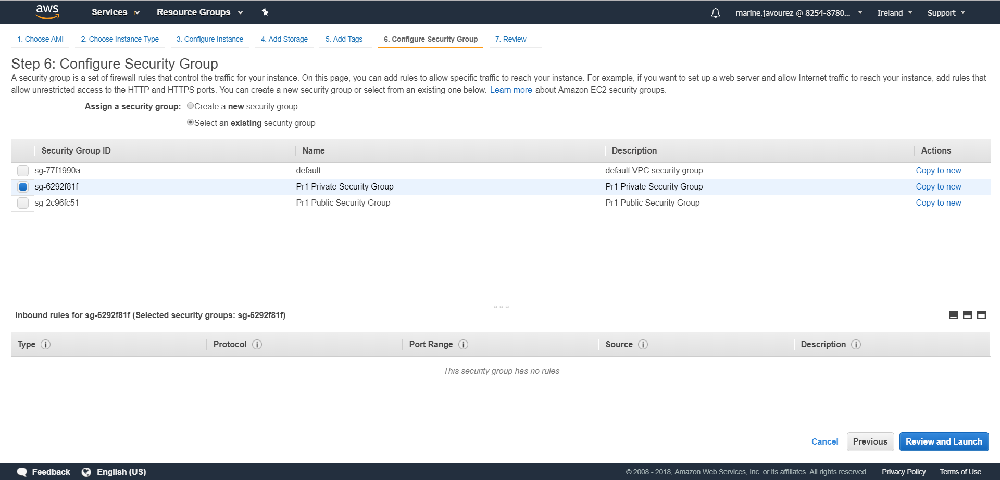 aws Services Resource Groups marine.javourez @ 8254-8780... Ireland Support
1. Choose AMI 2. Choose Instance Type 3. Configure Instance 4. Add Storage 5. Add Tags 6. Configure Security Group 7. Review
Step 6: Configure Security Group
A security group is a set of firewall rules that control the traffic for your instance. On this page, you can add rules to allow specific traffic to reach your instance. For example, if you want to set up a web server and allow Internet traffic to reach your instance, add rules that
allow unrestricted access to the HTTP and HTTPS ports. You can create a new security group or select from an existing one below. Learn more about Amazon EC2 security groups.
Assign a security group: Create a new security group
Select an existing security group
Security Group ID Name Description Actions
sg-77f1990a default default VPC security group Copy to new
sg-6292f81f Pr1 Private Security Group Pr1 Private Security Group Copy to new
sg-2c96fc51 Pr1 Public Security Group Pr1 Public Security Group Copy to new
Inbound rules for sg-6292f81f (Selected security groups: sg-6292f81f)
Type i Protocol i Port Range i Source i Description i
This security group has no rules
Cancel Previous Review and Launch
Feedback English (US) © 2008 - 2018, Amazon Web Services, Inc. or its affiliates. All rights reserved. Privacy Policy Terms of Use